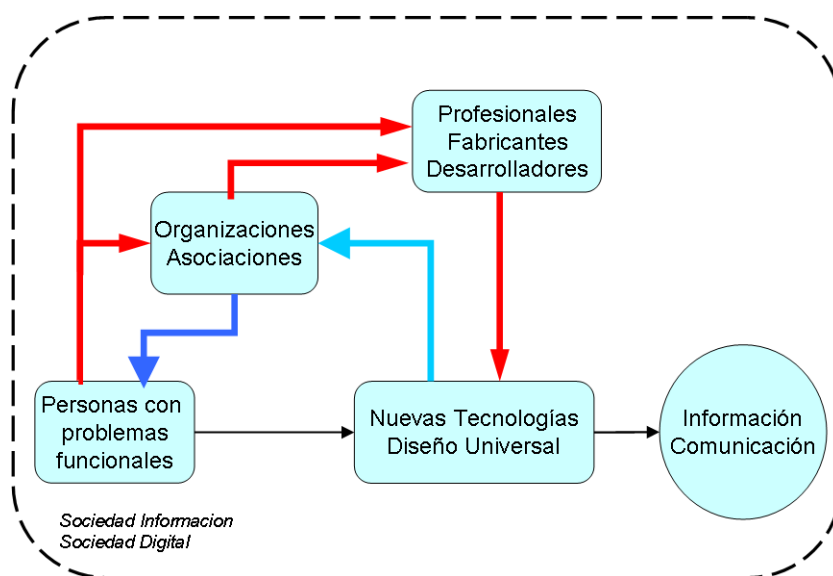 Profesionales
Fabricantes
Desarrolladores
Organizaciones
Asociaciones
Personas con
problemas
funcionales
Nuevas Tecnologías
Diseño Universal
Información
Comunicación
Sociedad Informacion
Sociedad Digital